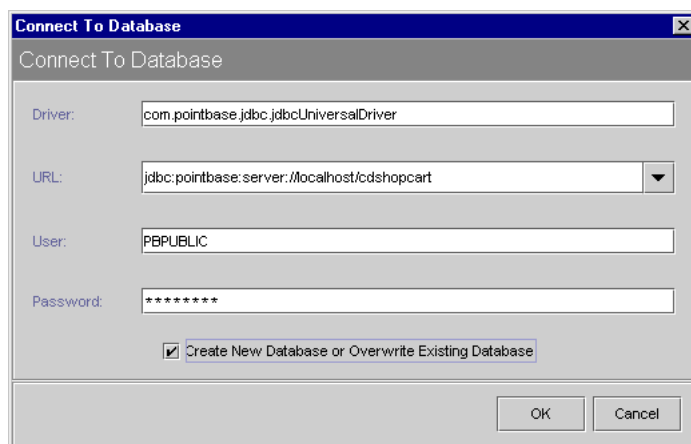 Connect To Database
Connect To Database
Driver: com.pointbase.jdbc.jdbcUniversalDriver
URL: jdbc:pointbase:server://localhost/cdshopcart
User: PBPUBLIC
Password: ********
Create New Database or Overwrite Existing Database
OK Cancel